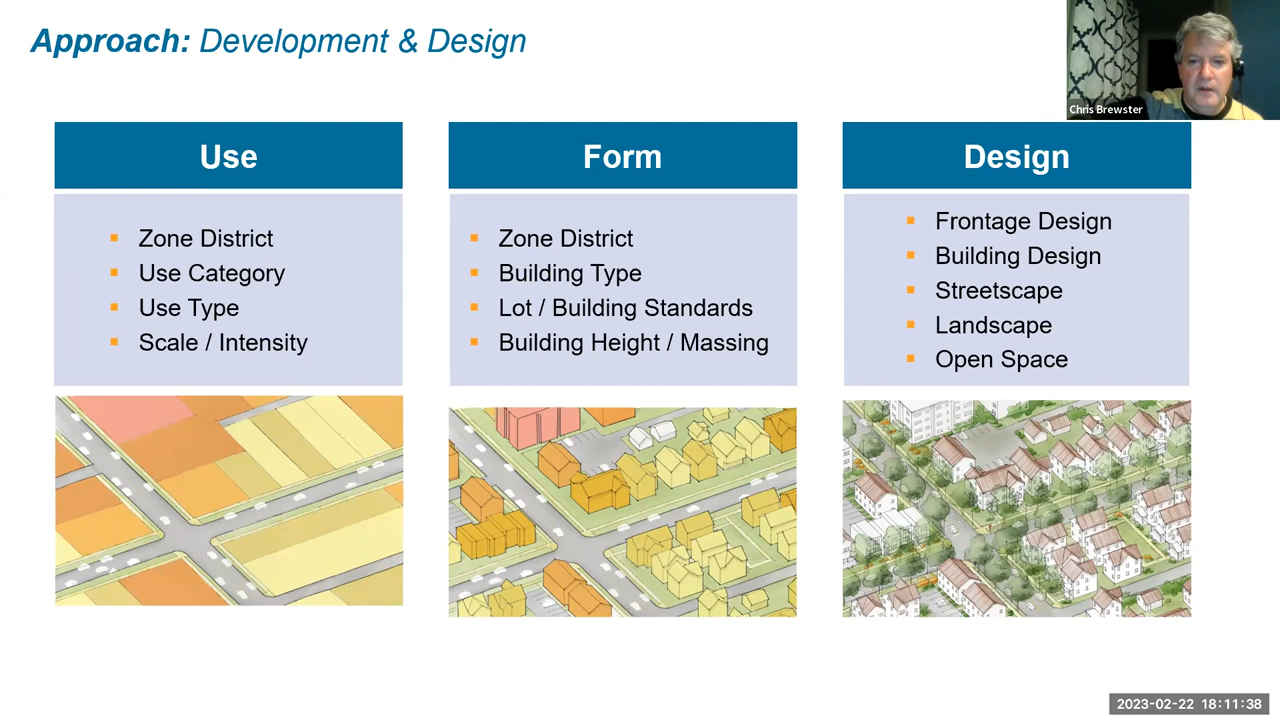 Approach: Development & Design
Chris Brewster
Use
Zone District
Use Category
Use Type
Scale / Intensity
Form
Zone District
Building Type
Lot / Building Standards
Building Height / Massing
Design
Frontage Design
Building Design
Streetscape
Landscape
Open Space
2023-02-22 18:11:38